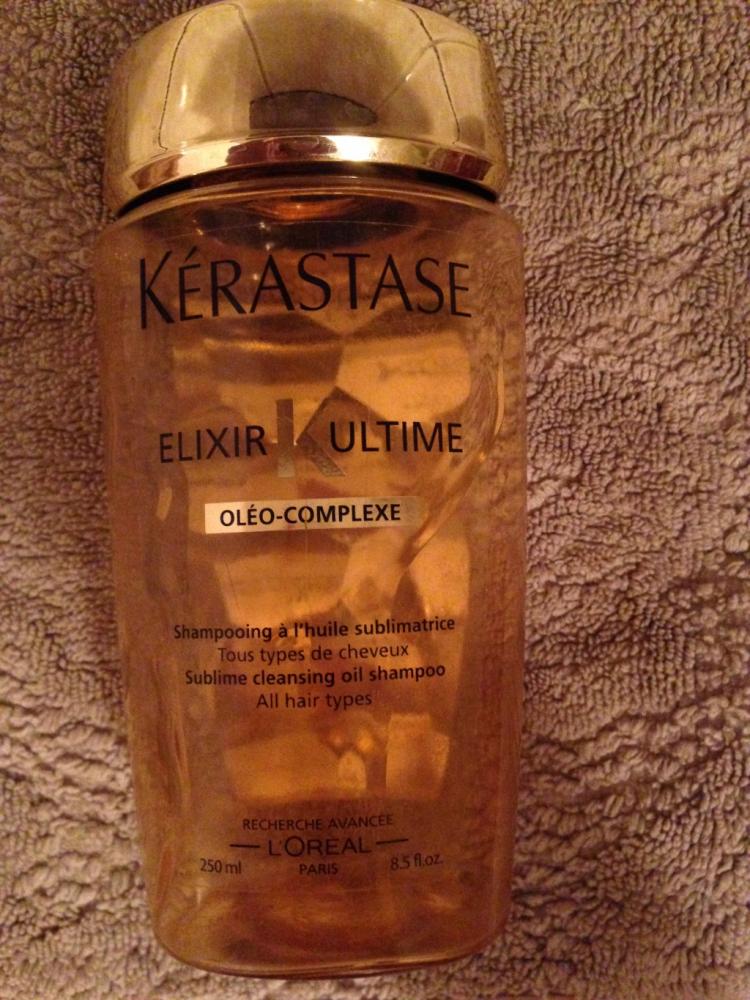 KÉRASTASE
ELIXIR K ULTIME
OLÉO-COMPLEXE
Shampooing à l'huile sublimatrice
Tous types de cheveux
Sublime cleansing oil shampoo
All hair types
RECHERCHE AVANCÉE
L'ORÉAL
250 ml PARIS 8.5 fl.oz.